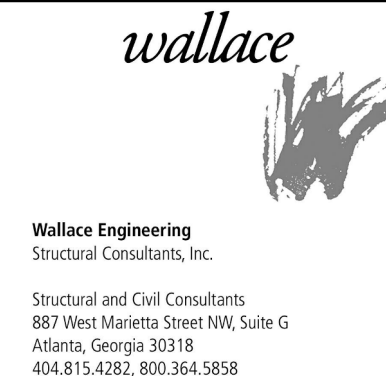 wallace
Wallace Engineering
Structural Consultants, Inc.
Structural and Civil Consultants
887 West Marietta Street NW, Suite G
Atlanta, Georgia 30318
404.815.4282, 800.364.5858